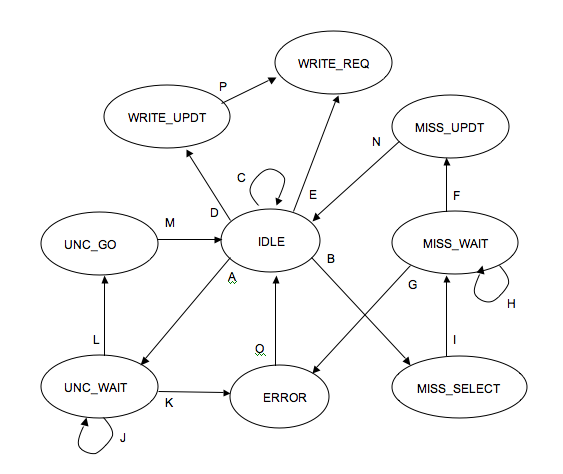 WRITE_REQ
P
WRITE_UPDT
MISS_UPDT
N
C
E
F
D
M
UNC_GO
IDLE
MISS_WAIT
B
A
G
H
L
O
I
UNC_WAIT
MISS_SELECT
K
ERROR
J